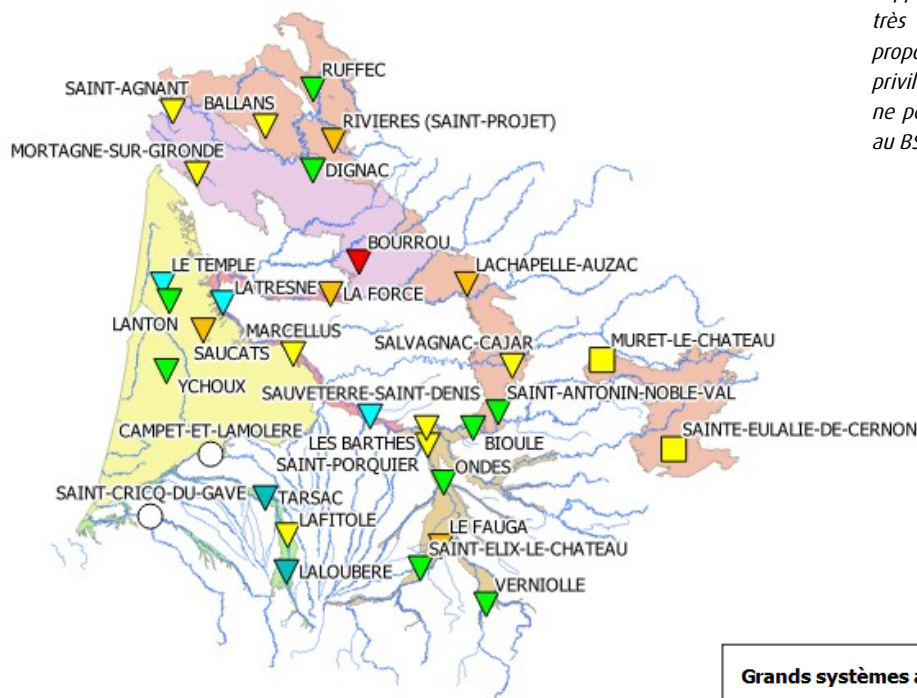 très
RUFFEC
SAINT-AGNANT
BALLANS
RIVIERES (SAINT-PROJET)
ne p
au BS
MORTAGNE-SUR-GIRONDE
DIGNAC
BOURROU
LE TEMPLE
LACHAPELLE-AUZAC
LATRESNE
LA FORCE
LANTON
MARCELLUS
SAUCATS
SALVAGNAC-CAJAR
MURET-LE-CHATEAU
YCHOUX
SAUVETERRE-SAINT-DENIS
SAINT-ANTONIN-NOBLE-VAL
CAMPET-ET-LAMOLERE
LES BARTHES
BIOULE
SAINTE-EULALIE-DE-CERNON
SAINT-PORQUIER
ONDES
SAINT-CRICQ-DU-GAVE
TARSAC
LAFITOLE
LE FAUGA
SAINT-ELIX-LE-CHATEAU
LALOUBERE
VERNIOLLE
Grands systèmes a